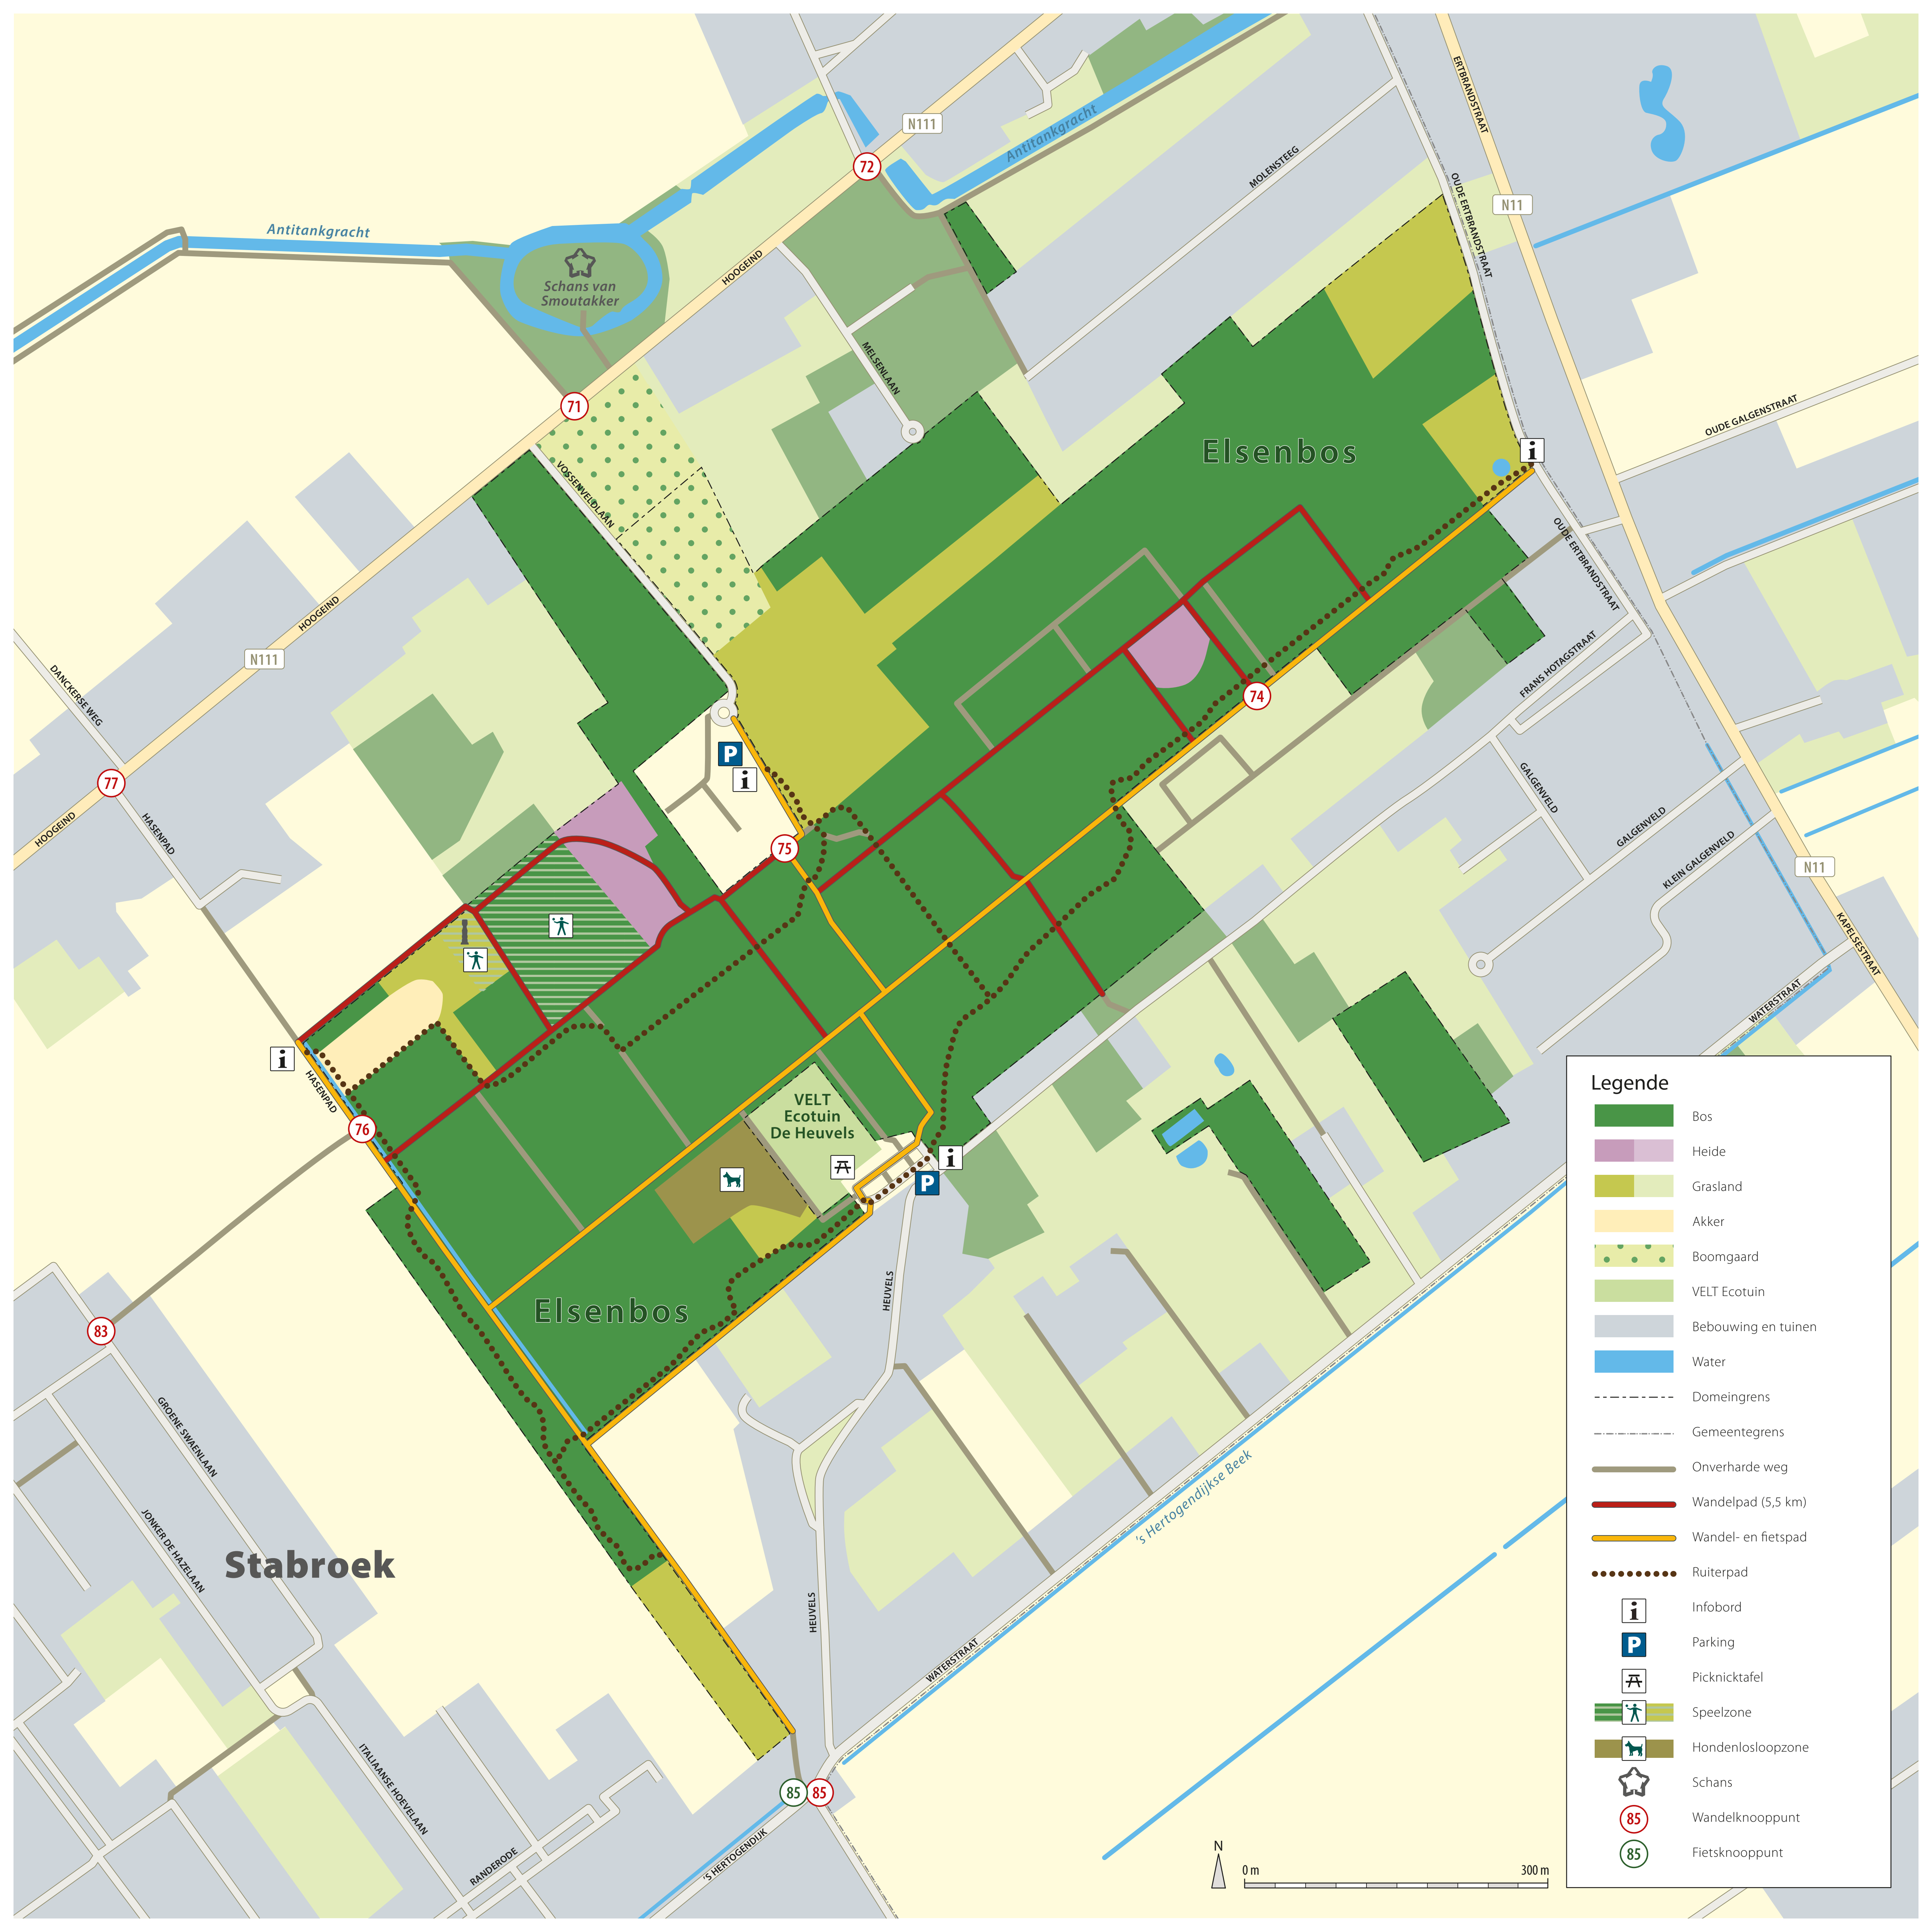 N111
ERTBRANDSTRAAT
Antitankgracht
72
MOLENSTEEG
N11
OUDE ERTBRANDSTRAAT
Antitankgracht
Schans van
Smoutakker
HOOGEIND
MELSENLAAN
71
OUDE GALGENSTRAAT
Elsenbos
VOSSENVELDLAAN
OUDE ERTBRANDSTRAAT
HOOGEIND
N111
DANCKERSE WEG
FRANS HOTAGSTRAAT
74
P
77
GALGENVELD
HOOGEIND
HASENPAD
75
GALGENVELD
KLEIN GALGENVELD
N11
KAPELSESTRAAT
WATERSTRAAT
HASENPAD
76
VELT
Ecotuin
De Heuvels
P
HEUVELS
Elsenbos
83
GROENE SWAENLAAN
JONKER DE HAZELAAN
Stabroek
's Hertogendijkse Beek
HEUVELS
WATERSTRAAT
ITALIAANSE HOEVELAAN
85
85
'S HERTOGENDIJK
RANDERODE
N
0 m
300 m
Legende
Bos
Heide
Grasland
Akker
Boomgaard
VELT Ecotuin
Bebouwing en tuinen
Water
Domeingrens
Gemeentegrens
Onverharde weg
Wandelpad (5,5 km)
Wandel- en fietspad
Ruiterpad
i Infobord
P Parking
Picknicktafel
Speelzone
Hondenlosloopzone
Schans
85 Wandelknooppunt
85 Fietsknooppunt